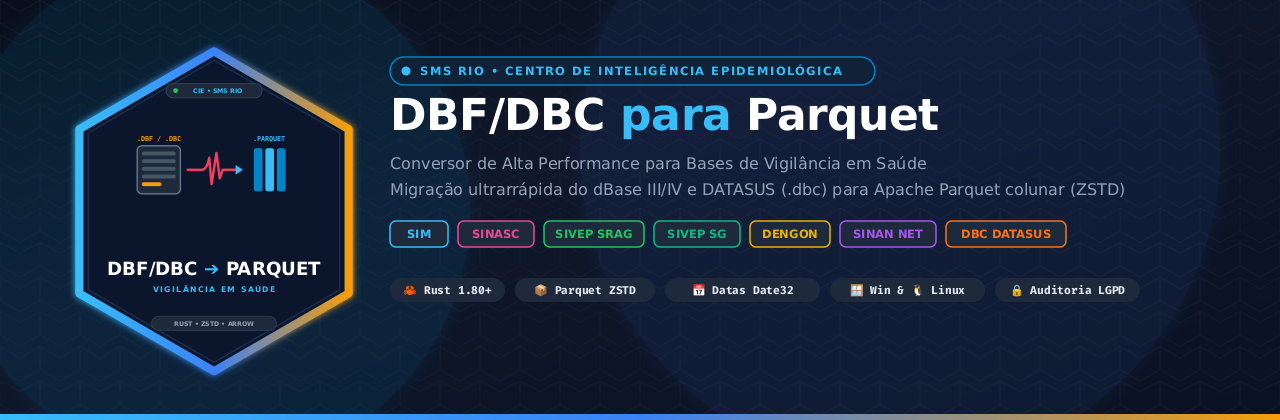 CIE • SMS RIO
.DBF / .DBC
.PARQUET
DBF/DBC ➔ PARQUET
VIGILÂNCIA EM SAÚDE
RUST • ZSTD • ARROW
SMS RIO • CENTRO DE INTELIGÊNCIA EPIDEMIOLÓGICA
DBF/DBC para Parquet
Conversor de Alta Performance para Bases de Vigilância em Saúde
Migração ultrarrápida do dBase III/IV e DATASUS (.dbc) para Apache Parquet colunar (ZSTD)
SIM SINASC SIVEP SRAG SIVEP SG DENGON SINAN NET DBC DATASUS
🦀 Rust 1.80+ 📦 Parquet ZSTD 📅 Datas Date32 🪟 Win & 🐧 Linux 🔒 Auditoria LGPD